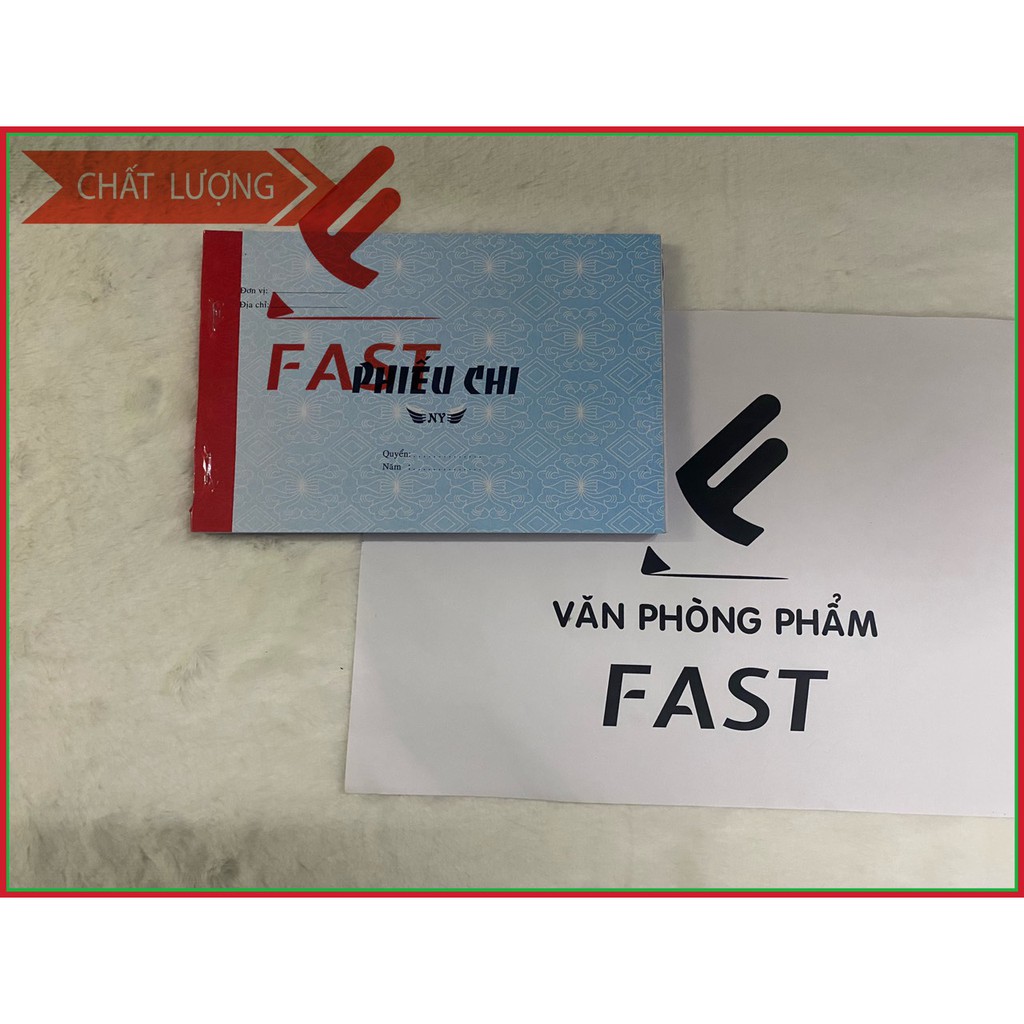 CHẤT LƯỢNG
Đơn vị:
Địa chỉ:
FAST
PHIẾU CHI
NY
Quyển:
Năm :
VĂN PHÒNG PHẨM
FAST